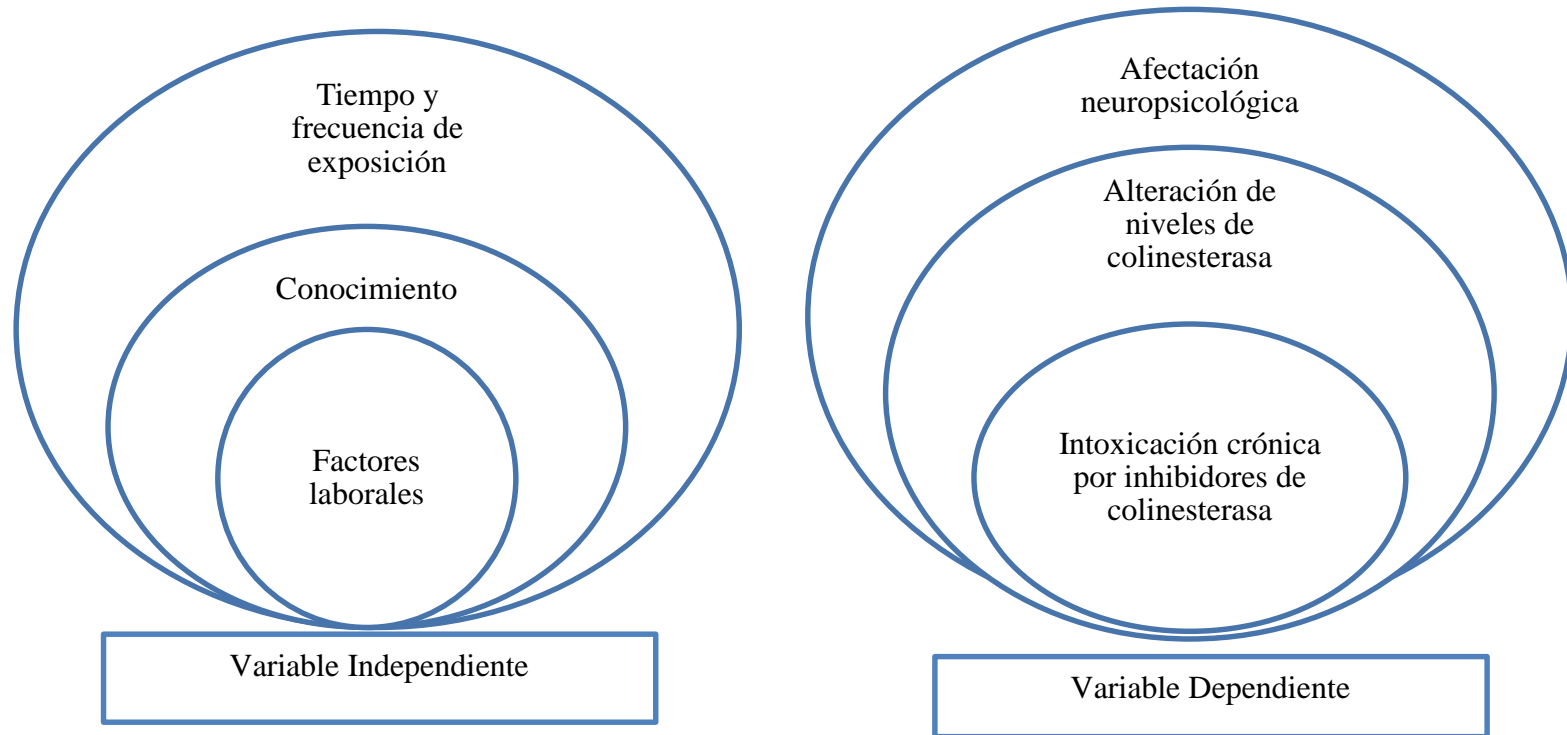 Tiempo y
frecuencia de
exposición
Conocimiento
Factores
laborales
Variable Independiente
Afectación
neuropsicológica
Alteración de
niveles de
colinesterasa
Intoxicación crónica
por inhibidores de
colinesterasa
Variable Dependiente